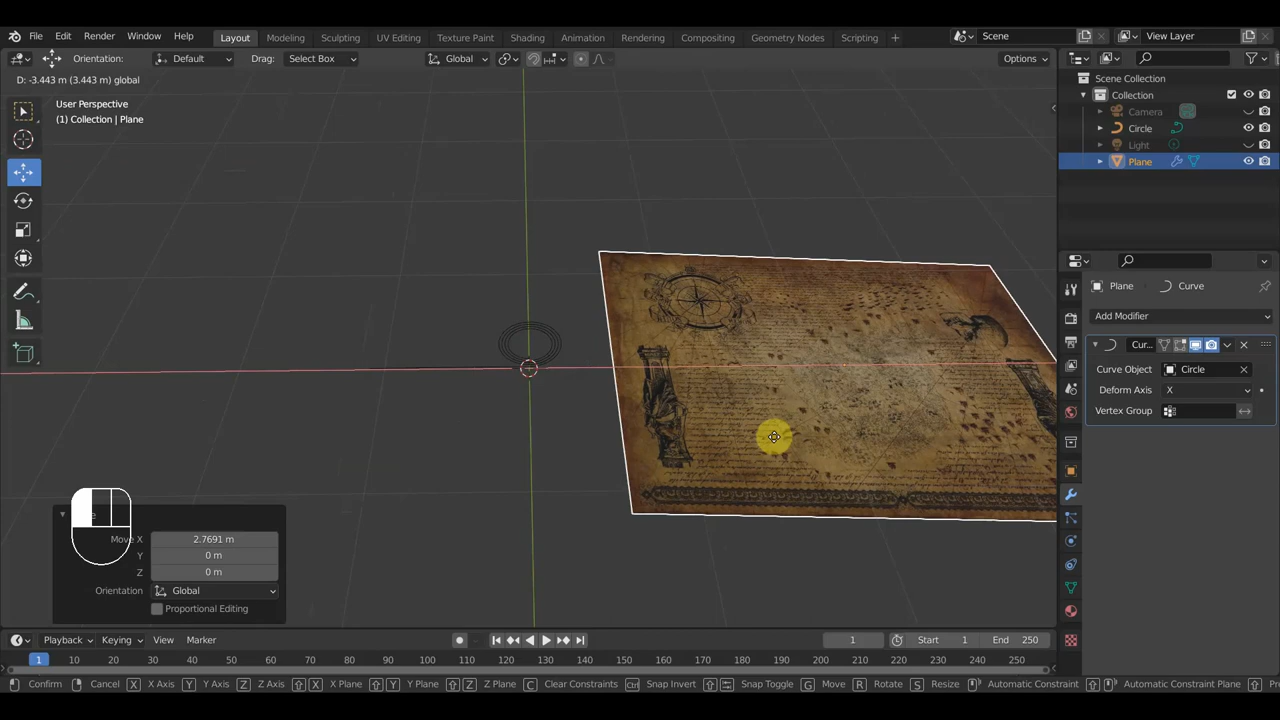 File Edit Render Window Help Layout Modeling Sculpting UV Editing Texture Paint Shading Animation Rendering Compositing Geometry Nodes Scripting + Scene View Layer
Orientation: Default Drag: Select Box Global Options
D: -3.443 m (3.443 m) global
User Perspective
(1) Collection | Plane
Scene Collection
Collection
Camera
Circle
Light
Plane
Plane Curve
Add Modifier
Cur...
Curve Object Circle
Deform Axis X
Vertex Group
Move X 2.7691 m
Y 0 m
Z 0 m
Orientation Global
Proportional Editing
Playback Keying View Marker 1 Start 1 End 250
1 10 20 30 40 50 60 70 80 90 100 110 120 130 140 150 160 170 180 190 200 210 220 230 240 250
Confirm Cancel X X Axis Y Y Axis Z Z Axis X X Plane Y Y Plane Z Z Plane C Clear Constraints Ctrl Snap Invert Snap Toggle G Move R Rotate S Resize Automatic Constraint Automatic Constraint Plane